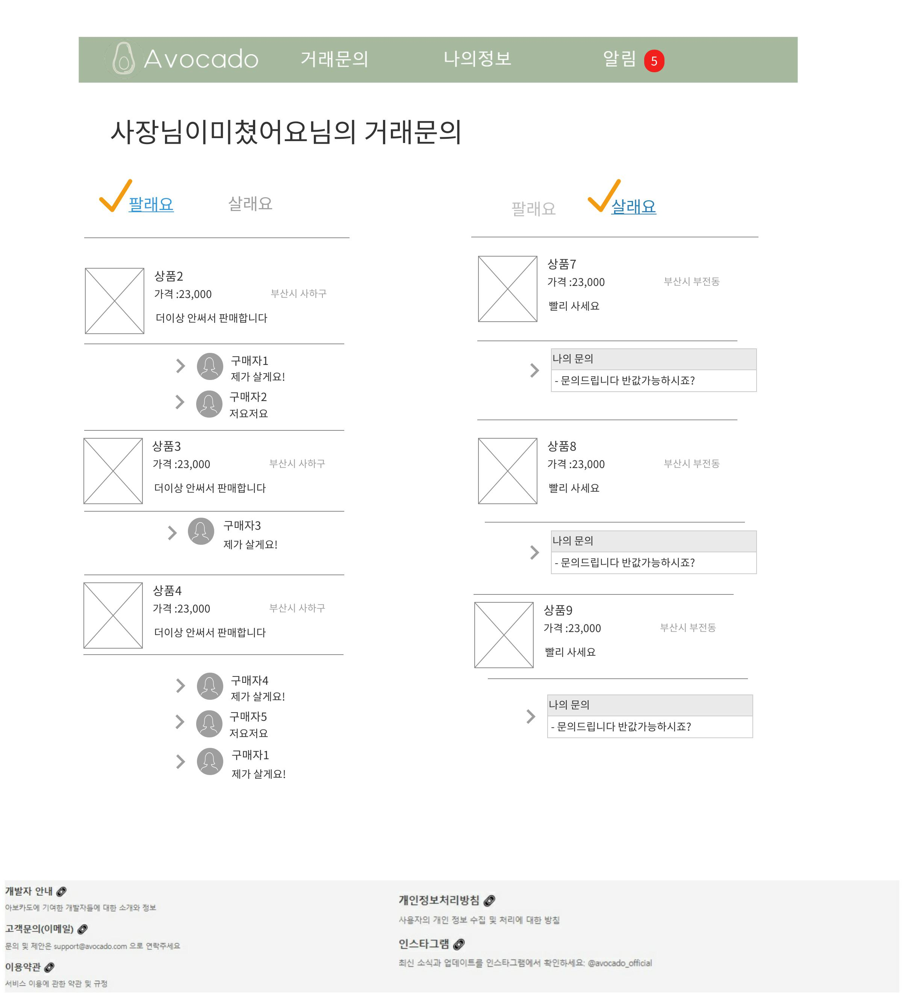 Avocado 거래문의 나의정보 알림 5
사장님이미쳤어요님의 거래문의
팔래요 살래요
상품2
가격 :23,000 부산시 사하구
더이상 안써서 판매합니다
구매자1
제가 살게요!
구매자2
저요저요
상품3
가격 :23,000 부산시 사하구
더이상 안써서 판매합니다
구매자3
제가 살게요!
상품4
가격 :23,000 부산시 사하구
더이상 안써서 판매합니다
구매자4
제가 살게요!
구매자5
저요저요
구매자1
제가 살게요!
팔래요 살래요
상품7
가격 :23,000 부산시 부전동
빨리 사세요
나의 문의
- 문의드립니다 반값가능하시죠?
상품8
가격 :23,000 부산시 부전동
빨리 사세요
나의 문의
- 문의드립니다 반값가능하시죠?
상품9
가격 :23,000 부산시 부전동
빨리 사세요
나의 문의
- 문의드립니다 반값가능하시죠?
개발자 안내
아보카도에 기여한 개발자들에 대한 소개와 정보
고객문의(이메일)
문의 및 제안은 support@avocado.com 으로 연락주세요
이용약관
서비스 이용에 관한 약관 및 규정
개인정보처리방침
사용자의 개인 정보 수집 및 처리에 대한 방침
인스타그램
최신 소식과 업데이트를 인스타그램에서 확인하세요: @avocado_official